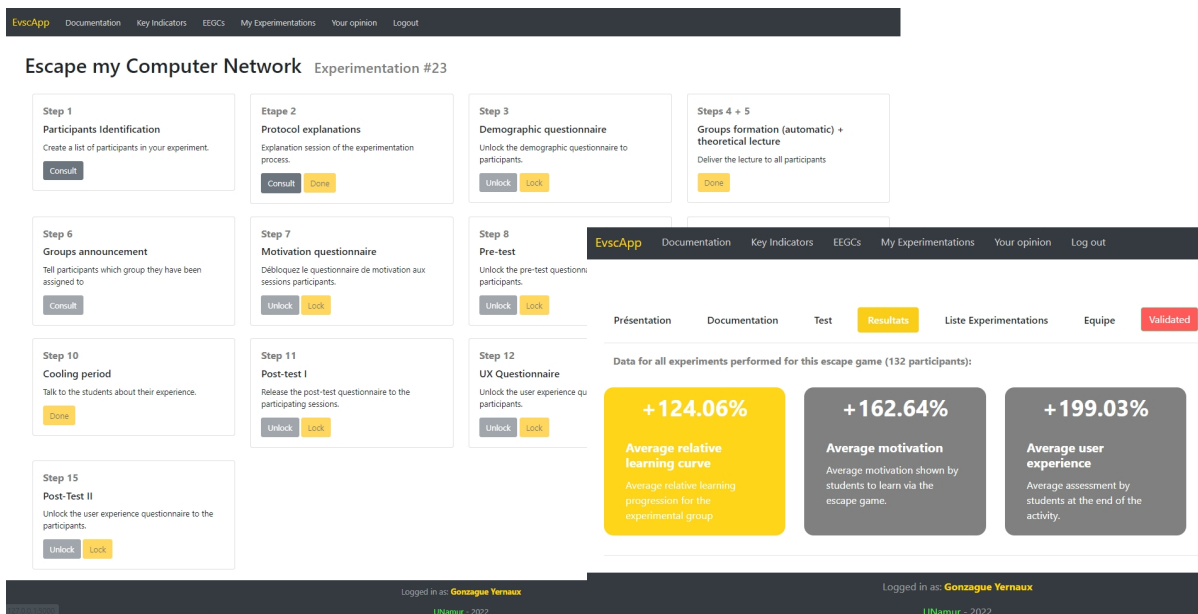 EvscApp Documentation Key Indicators EEGCs My Experimentations Your opinion Logout
Escape my Computer Network Experimentation #23
Step 1
Participants Identification
Create a list of participants in your experiment.
Consult
Etape 2
Protocol explanations
Explanation session of the experimentation
process.
Consult Done
Step 3
Demographic questionnaire
Unlock the demographic questionnaire to
participants.
Unlock Lock
Steps 4 + 5
Groups formation (automatic) +
theoretical lecture
Deliver the lecture to all participants
Done
Step 6
Groups announcement
Tell participants which group they have been
assigned to
Consult
Step 7
Motivation questionnaire
Débloquez le questionnaire de motivation aux
sessions participants.
Unlock Lock
Step 8
Pre-test
Unlock the pre-test questionn
participants.
Unlock Lock
Step 10
Cooling period
Talk to the students about their experience.
Done
Step 11
Post-test I
Release the post-test questionnaire to the
participating sessions.
Unlock Lock
Step 12
UX Questionnaire
Unlock the user experience qu
participants.
Unlock Lock
Step 15
Post-Test II
Unlock the user experience questionnaire to the
participants.
Unlock Lock
Logged in as: Gonzague Yernaux
UNamur - 2022
EvscApp Documentation Key Indicators EEGCs My Experimentations Your opinion Log out
Présentation Documentation Test Resultats Liste Experimentations Equipe Validated
Data for all experiments performed for this escape game (132 participants):
+124.06%
Average relative
learning curve
Average relative learning
progression for the
experimental group
+162.64%
Average motivation
Average motivation shown by
students to learn via the
escape game.
+199.03%
Average user
experience
Average assessment by
students at the end of the
activity.
Logged in as: Gonzague Yernaux
UNamur - 2022